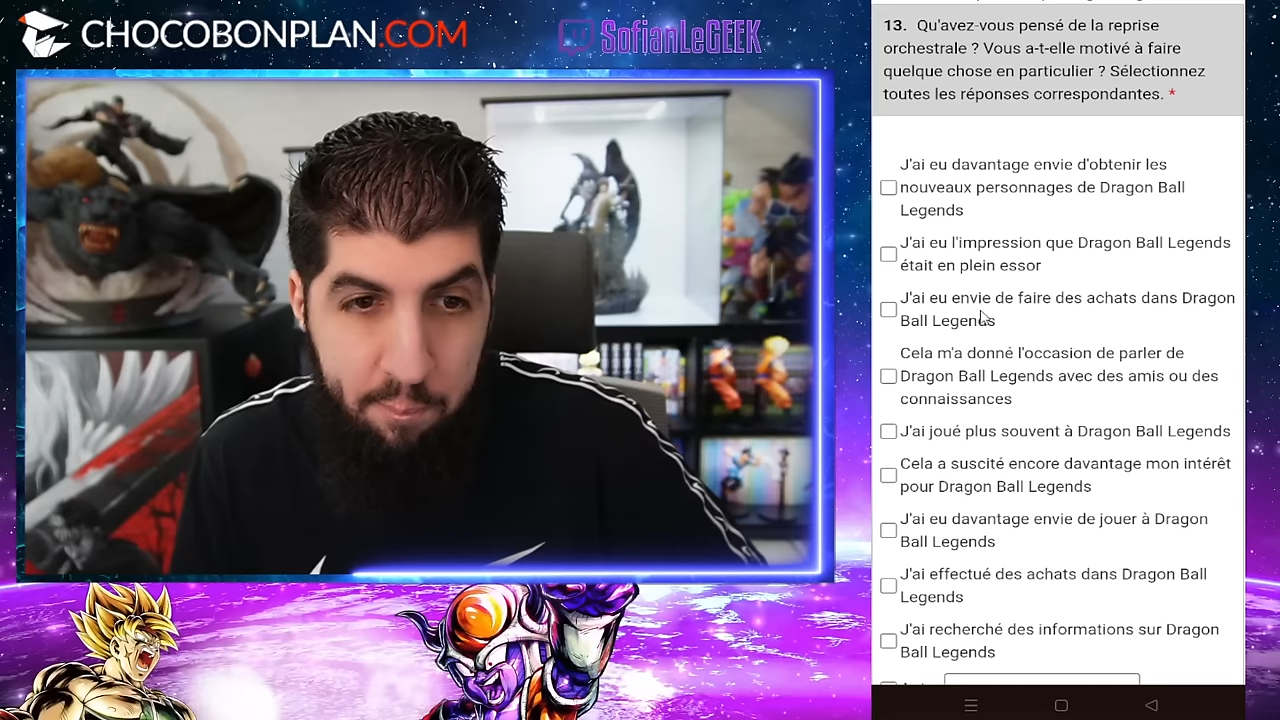 CHOCOBONPLAN.COM
SofianLeGEEK
13. Qu'avez-vous pensé de la reprise
orchestrale ? Vous a-t-elle motivé à faire
quelque chose en particulier ? Sélectionnez
toutes les réponses correspondantes. *
J'ai eu davantage envie d'obtenir les
nouveaux personnages de Dragon Ball
Legends
J'ai eu l'impression que Dragon Ball Legends
était en plein essor
J'ai eu envie de faire des achats dans Dragon
Ball Legends
Cela m'a donné l'occasion de parler de
Dragon Ball Legends avec des amis ou des
connaissances
J'ai joué plus souvent à Dragon Ball Legends
Cela a suscité encore davantage mon intérêt
pour Dragon Ball Legends
J'ai eu davantage envie de jouer à Dragon
Ball Legends
J'ai effectué des achats dans Dragon Ball
Legends
J'ai recherché des informations sur Dragon
Ball Legends